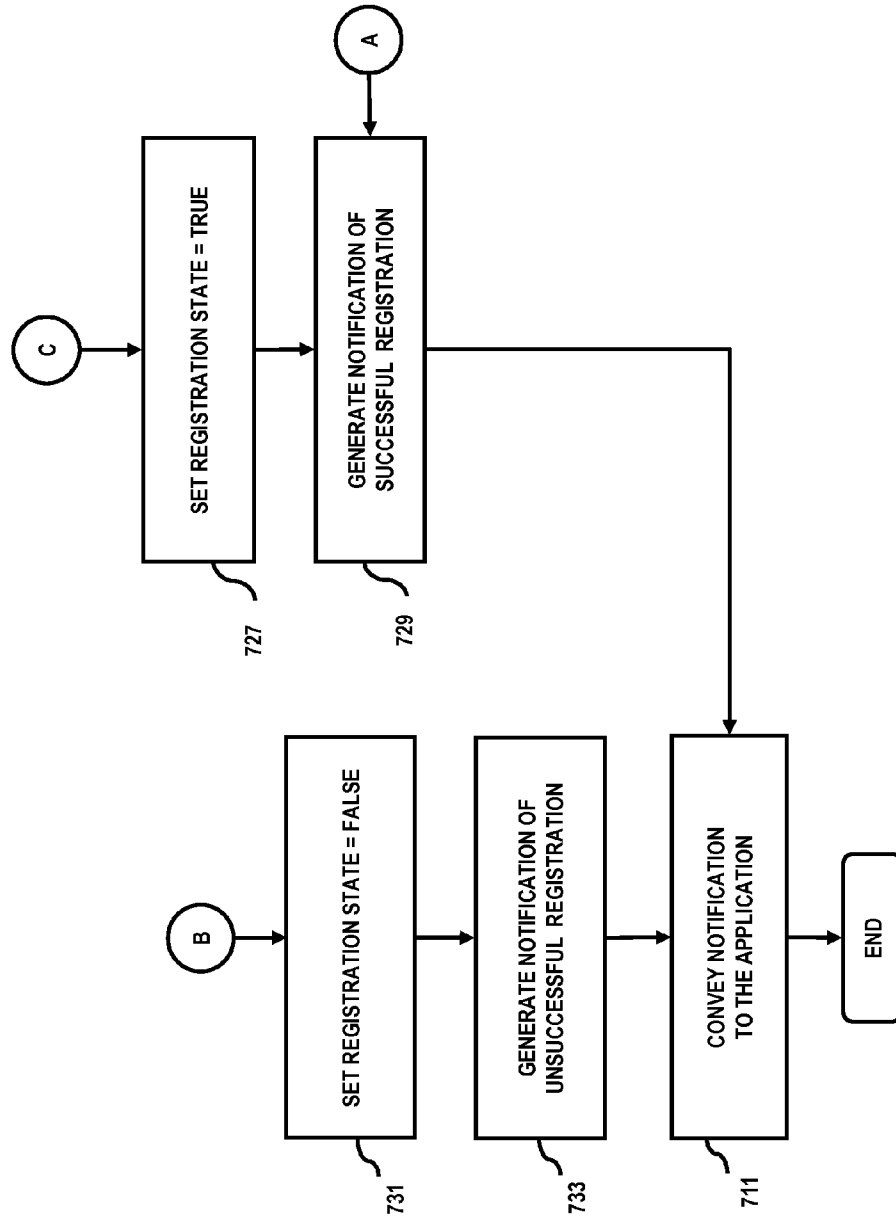 C
SET REGISTRATION STATE = TRUE
727
A
GENERATE NOTIFICATION OF
SUCCESSFUL REGISTRATION
729
B
SET REGISTRATION STATE = FALSE
731
GENERATE NOTIFICATION OF
UNSUCCESSFUL REGISTRATION
733
CONVEY NOTIFICATION
TO THE APPLICATION
711
END